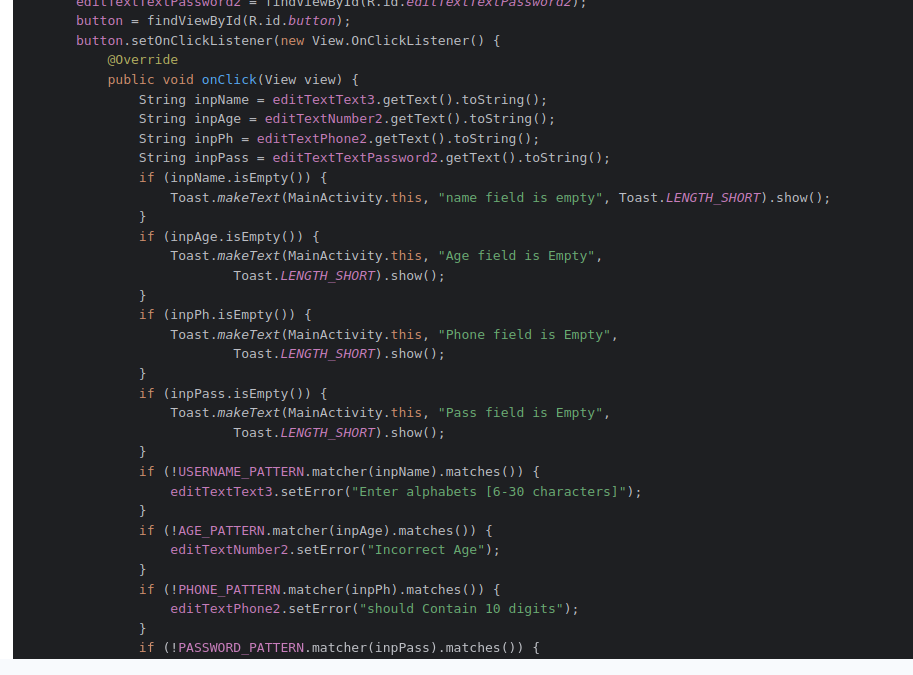 editTextTextPassword2 = findViewById(R.id.editTextTextPassword2);
button = findViewById(R.id.button);
button.setOnClickListener(new View.OnClickListener() {
@Override
public void onClick(View view) {
String inpName = editTextText3.getText().toString();
String inpAge = editTextNumber2.getText().toString();
String inpPh = editTextPhone2.getText().toString();
String inpPass = editTextTextPassword2.getText().toString();
if (inpName.isEmpty()) {
Toast.makeText(MainActivity.this, "name field is empty", Toast.LENGTH_SHORT).show();
}
if (inpAge.isEmpty()) {
Toast.makeText(MainActivity.this, "Age field is Empty",
Toast.LENGTH_SHORT).show();
}
if (inpPh.isEmpty()) {
Toast.makeText(MainActivity.this, "Phone field is Empty",
Toast.LENGTH_SHORT).show();
}
if (inpPass.isEmpty()) {
Toast.makeText(MainActivity.this, "Pass field is Empty",
Toast.LENGTH_SHORT).show();
}
if (!USERNAME_PATTERN.matcher(inpName).matches()) {
editTextText3.setError("Enter alphabets [6-30 characters]");
}
if (!AGE_PATTERN.matcher(inpAge).matches()) {
editTextNumber2.setError("Incorrect Age");
}
if (!PHONE_PATTERN.matcher(inpPh).matches()) {
editTextPhone2.setError("should Contain 10 digits");
}
if (!PASSWORD_PATTERN.matcher(inpPass).matches()) {